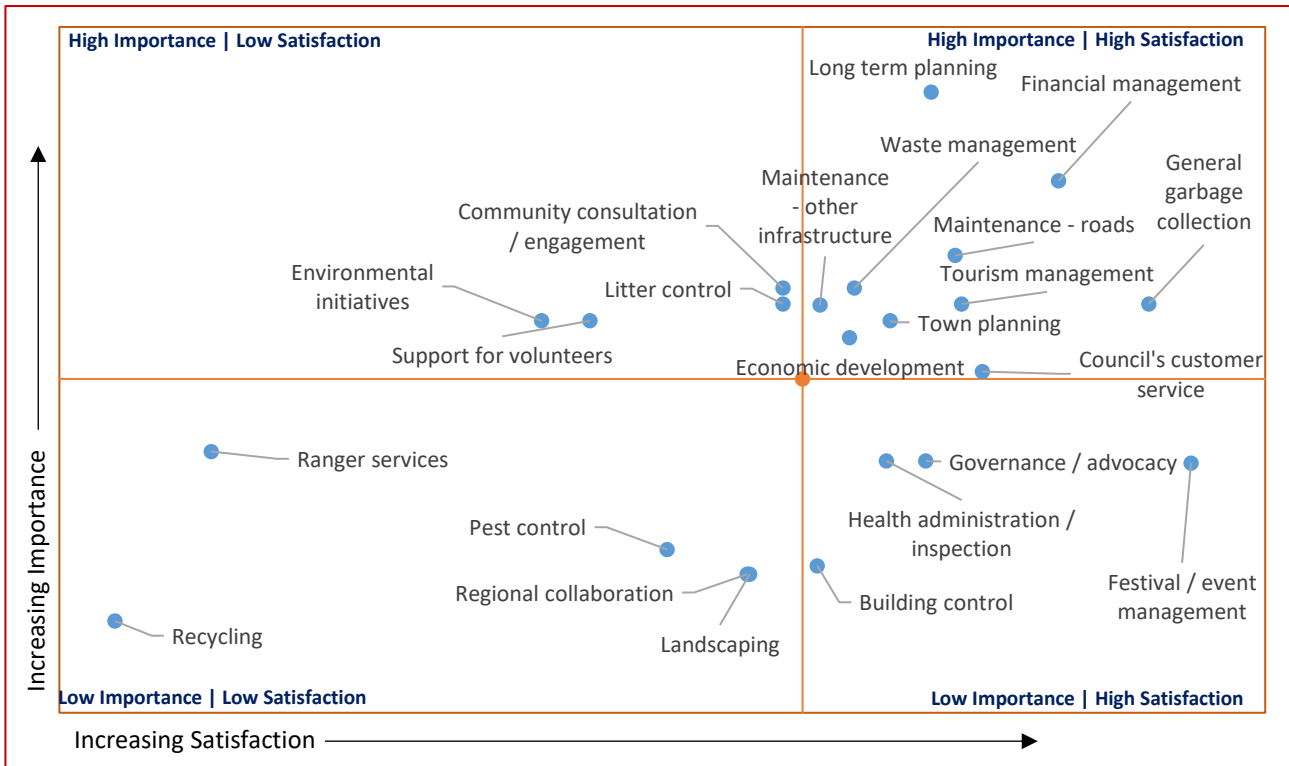 High Importance | Low Satisfaction
High Importance | High Satisfaction
Long term planning
Financial management
Waste management
General
garbage
collection
Maintenance
- other
infrastructure
Community consultation
/ engagement
Maintenance - roads
Environmental
initiatives
Litter control
Tourism management
Town planning
Support for volunteers
Economic development
Council's customer
service
Ranger services
Governance / advocacy
Health administration /
inspection
Pest control
Regional collaboration
Landscaping
Building control
Festival / event
management
Recycling
Low Importance | Low Satisfaction
Low Importance | High Satisfaction
Increasing Importance
Increasing Satisfaction